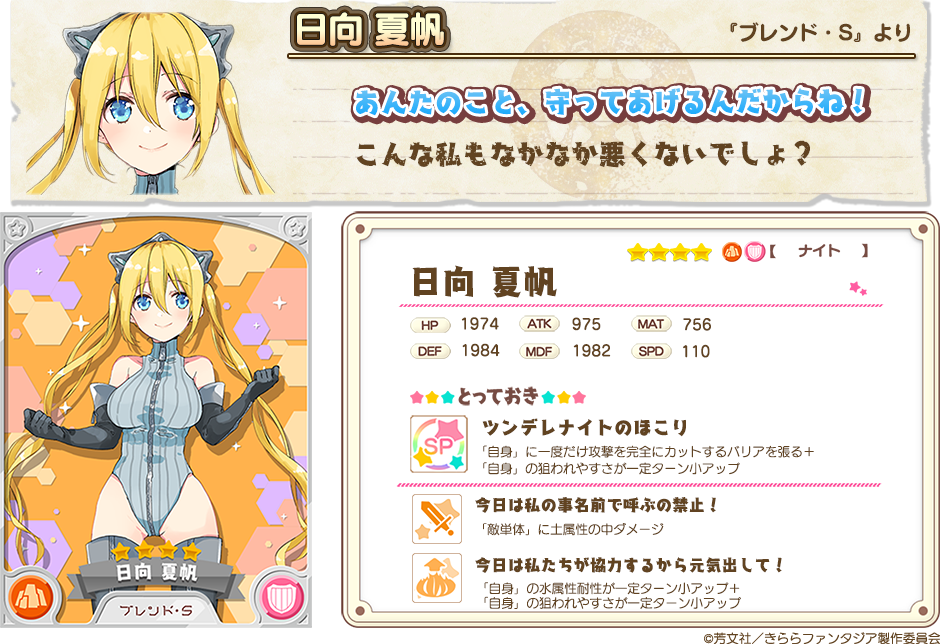 日向 夏帆
『ブレンド・S』より
あんたのこと、守ってあげるんだからね！
こんな私もなかなか悪くないでしょ？
日向 夏帆
ブレンド・S
【 ナイト 】
日向 夏帆
HP 1974 ATK 975 MAT 756
DEF 1984 MDF 1982 SPD 110
とっておき
SP
ツンデレナイトのほこり
「自身」に一度だけ攻撃を完全にカットするバリアを張る＋
「自身」の狙われやすさが一定ターン小アップ
今日は私の事名前で呼ぶの禁止！
「敵単体」に土属性の中ダメージ
今日は私たちが協力するから元気出して！
「自身」の水属性耐性が一定ターン小アップ＋
「自身」の狙われやすさが一定ターン小アップ
©芳文社／きららファンタジア製作委員会